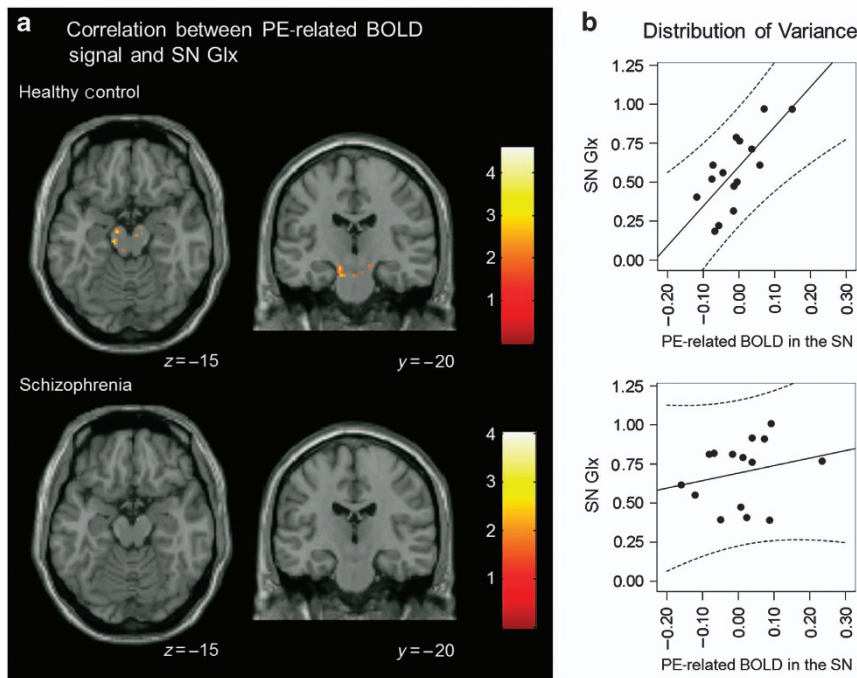 a Correlation between PE-related BOLD
signal and SN Glx
Healthy control
4
3
2
1
z=−15
y=−20
Schizophrenia
4
3
2
1
z=−15
y=−20
b Distribution of Variance
1.25
1.00
0.75
0.50
0.25
0.00
SN Glx
−0.20
−0.10
0.00
0.10
0.20
0.30
PE-related BOLD in the SN
1.25
1.00
0.75
0.50
0.25
0.00
SN Glx
−0.20
−0.10
0.00
0.10
0.20
0.30
PE-related BOLD in the SN